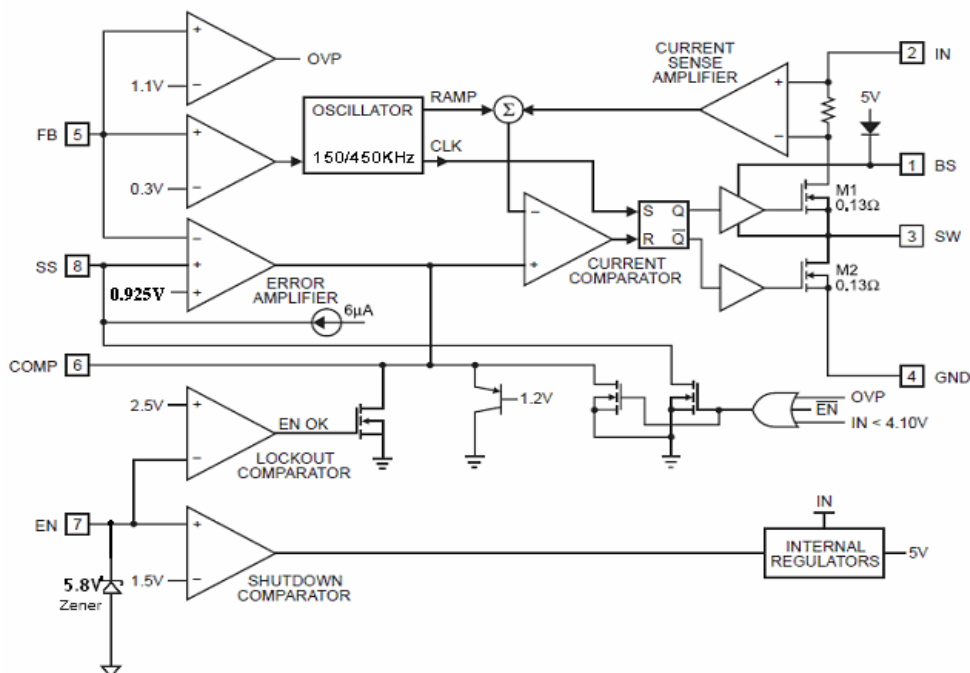 OVP
1.1V
FB 5
0.3V
OSCILLATOR
150/450KHz
RAMP
CLK
Σ
CURRENT
SENSE
AMPLIFIER
2 IN
5V
1 BS
M1
0.13Ω
3 SW
M2
0.13Ω
4 GND
S Q
R Q̅
CURRENT
COMPARATOR
SS 8
0.925V
ERROR
AMPLIFIER
6µA
COMP 6
1.2V
OVP
E̅N̅
IN < 4.10V
2.5V
EN OK
LOCKOUT
COMPARATOR
EN 7
5.8V
Zener
1.5V
SHUTDOWN
COMPARATOR
IN
INTERNAL
REGULATORS
5V